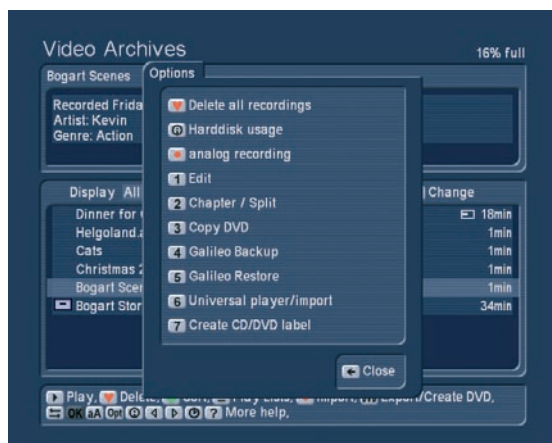 Video Archives
16% full
Bogart Scenes
Options
Recorded Frida
Artist: Kevin
Genre: Action
Delete all recordings
Harddisk usage
analog recording
1 Edit
2 Chapter / Split
3 Copy DVD
4 Galileo Backup
5 Galileo Restore
6 Universal player/import
7 Create CD/DVD label
Close
Display All
Change
Dinner for
18min
Helgoland.
1min
Cats
1min
Christmas 2
1min
Bogart Scen
1min
Bogart Stor
34min
Play, Delete, Create DVD,
OK aA Opt ? More help,